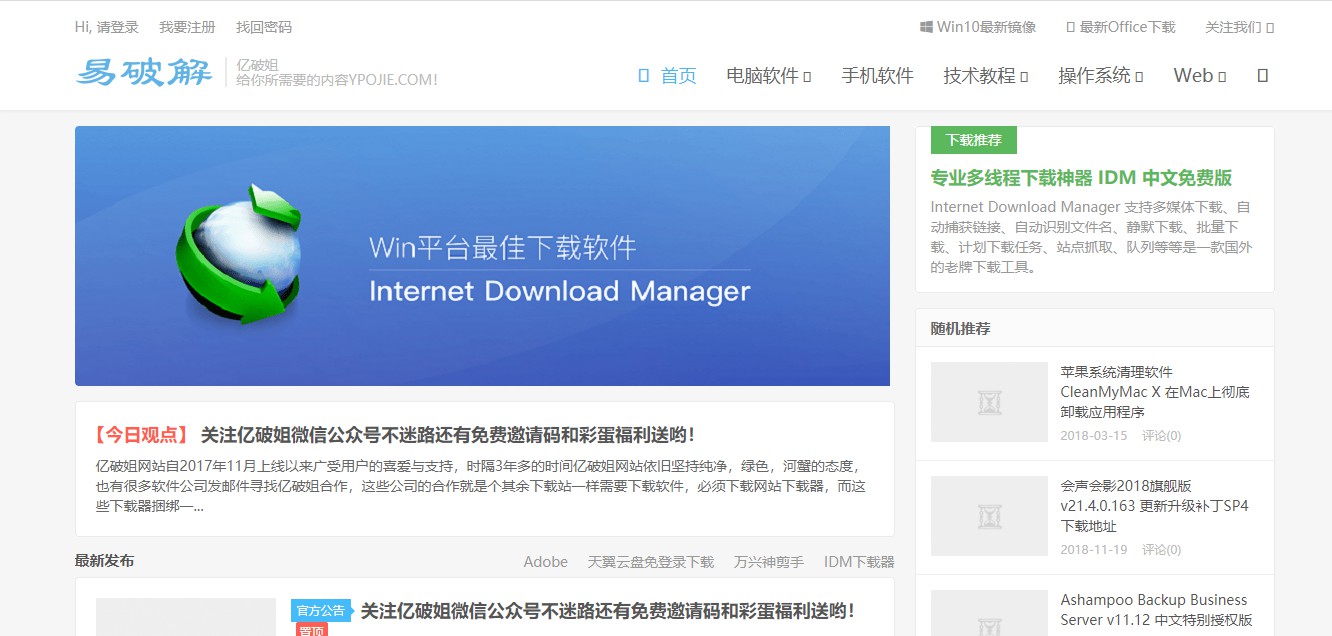 Hi, 请登录 我要注册 找回密码
Win10最新镜像 最新Office下载 关注我们
易破解
亿破姐
给你所需要的内容YPOJIE.COM!
首页 电脑软件 手机软件 技术教程 操作系统 Web
Win平台最佳下载软件
Internet Download Manager
下载推荐
专业多线程下载神器 IDM 中文免费版
Internet Download Manager 支持多媒体下载、自
动捕获链接、自动识别文件名、静默下载、批量下
载、计划下载任务、站点抓取、队列等等是一款国外
的老牌下载工具。
随机推荐
苹果系统清理软件
CleanMyMac X 在Mac上彻底
卸载应用程序
2018-03-15 评论(0)
会声会影2018旗舰版
v21.4.0.163 更新升级补丁SP4
下载地址
2018-11-19 评论(0)
Ashampoo Backup Business
Server v11.12 中文特别授权版
【今日观点】 关注亿破姐微信公众号不迷路还有免费邀请码和彩蛋福利送哟！
亿破姐网站自2017年11月上线以来广受用户的喜爱与支持，时隔3年多的时间亿破姐网站依旧坚持纯净，绿色，河蟹的态度，
也有很多软件公司发邮件寻找亿破姐合作，这些公司的合作就是个其余下载站一样需要下载软件，必须下载网站下载器，而这
些下载器捆绑一...
最新发布 Adobe 天翼云盘免登录下载 万兴神剪手 IDM下载器
官方公告 关注亿破姐微信公众号不迷路还有免费邀请码和彩蛋福利送哟！
置顶